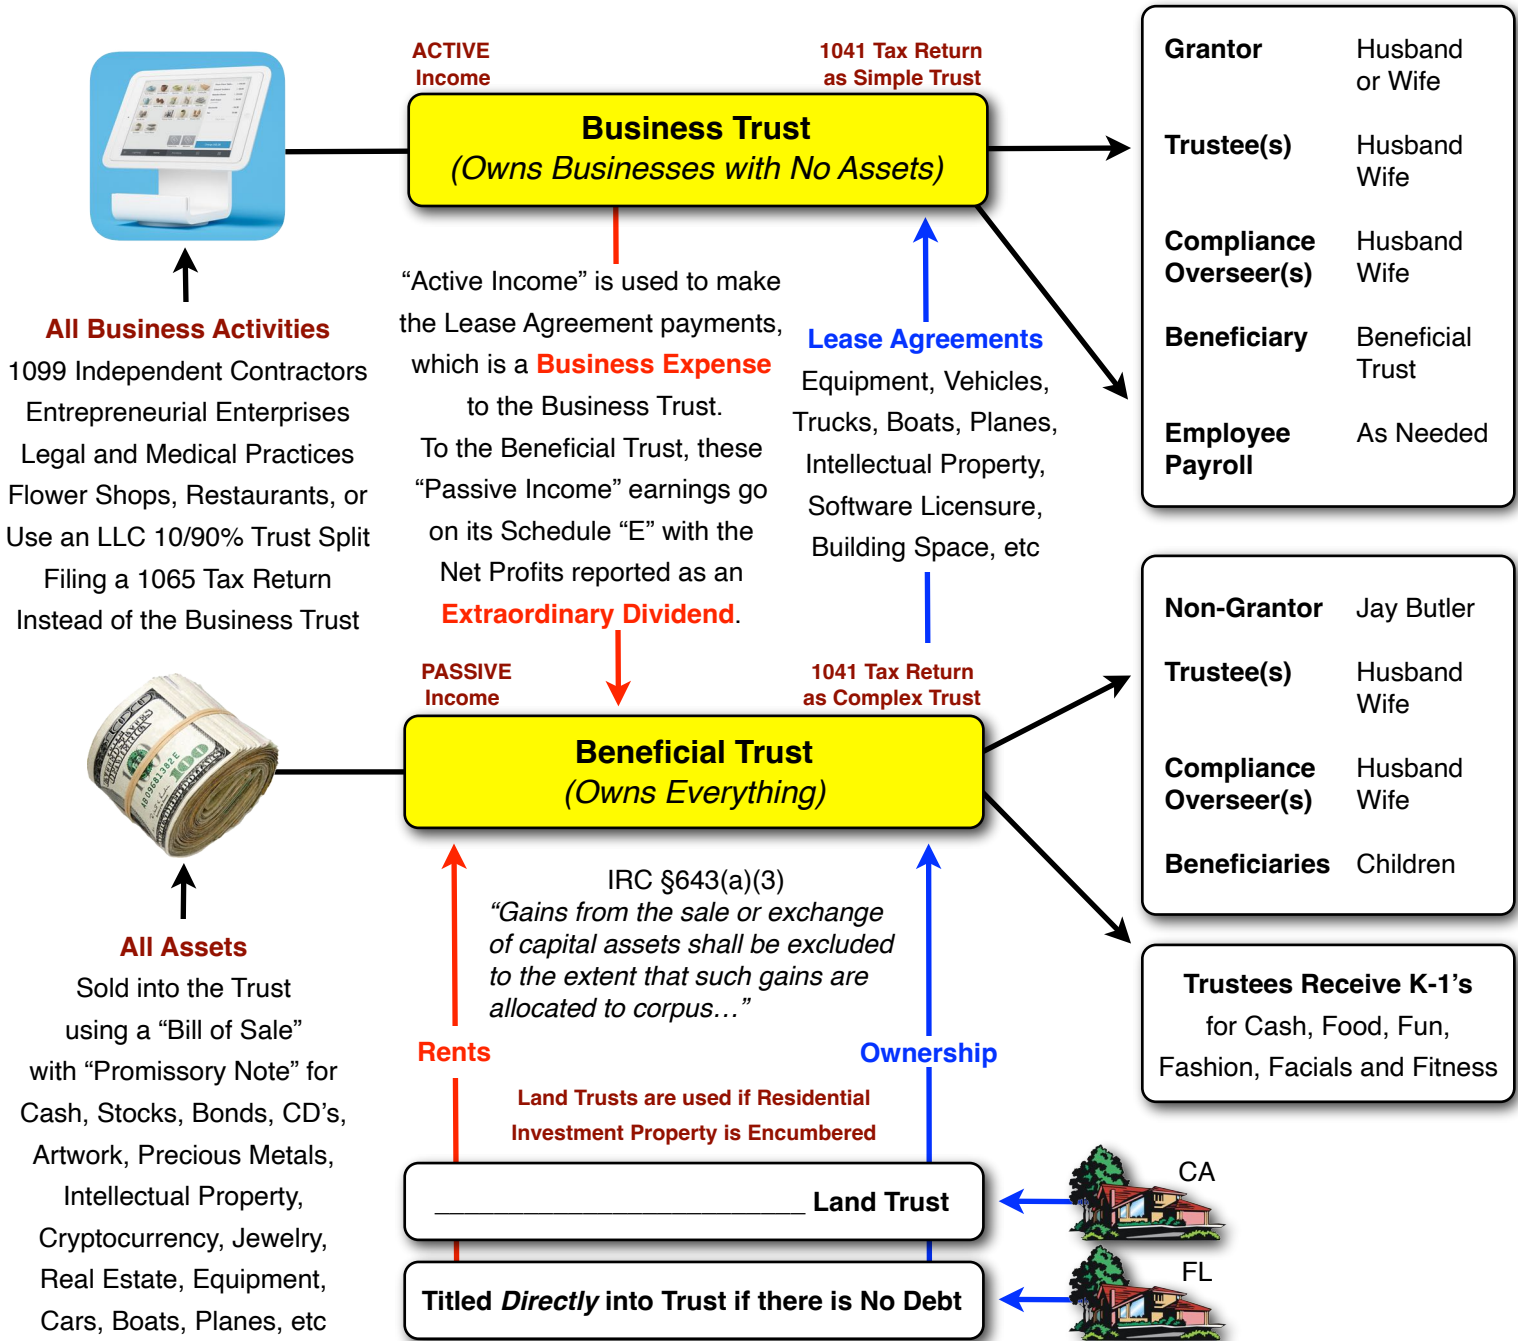 ACTIVE
Income
1041 Tax Return
as Simple Trust
Business Trust
(Owns Businesses with No Assets)
Grantor Husband
or Wife
Trustee(s) Husband
Wife
Compliance Husband
Overseer(s) Wife
Beneficiary Beneficial
Trust
Employee As Needed
Payroll
All Business Activities
1099 Independent Contractors
Entrepreneurial Enterprises
Legal and Medical Practices
Flower Shops, Restaurants, or
Use an LLC 10/90% Trust Split
Filing a 1065 Tax Return
Instead of the Business Trust
“Active Income” is used to make
the Lease Agreement payments,
which is a Business Expense
to the Business Trust.
To the Beneficial Trust, these
“Passive Income” earnings go
on its Schedule “E” with the
Net Profits reported as an
Extraordinary Dividend.
Lease Agreements
Equipment, Vehicles,
Trucks, Boats, Planes,
Intellectual Property,
Software Licensure,
Building Space, etc
PASSIVE
Income
1041 Tax Return
as Complex Trust
Beneficial Trust
(Owns Everything)
Non-Grantor Jay Butler
Trustee(s) Husband
Wife
Compliance Husband
Overseer(s) Wife
Beneficiaries Children
Trustees Receive K-1’s
for Cash, Food, Fun,
Fashion, Facials and Fitness
100
AB09681382E
All Assets
Sold into the Trust
using a “Bill of Sale”
with “Promissory Note” for
Cash, Stocks, Bonds, CD’s,
Artwork, Precious Metals,
Intellectual Property,
Cryptocurrency, Jewelry,
Real Estate, Equipment,
Cars, Boats, Planes, etc
IRC §643(a)(3)
“Gains from the sale or exchange
of capital assets shall be excluded
to the extent that such gains are
allocated to corpus…”
Rents
Ownership
Land Trusts are used if Residential
Investment Property is Encumbered
__________________________ Land Trust
CA
Titled Directly into Trust if there is No Debt
FL